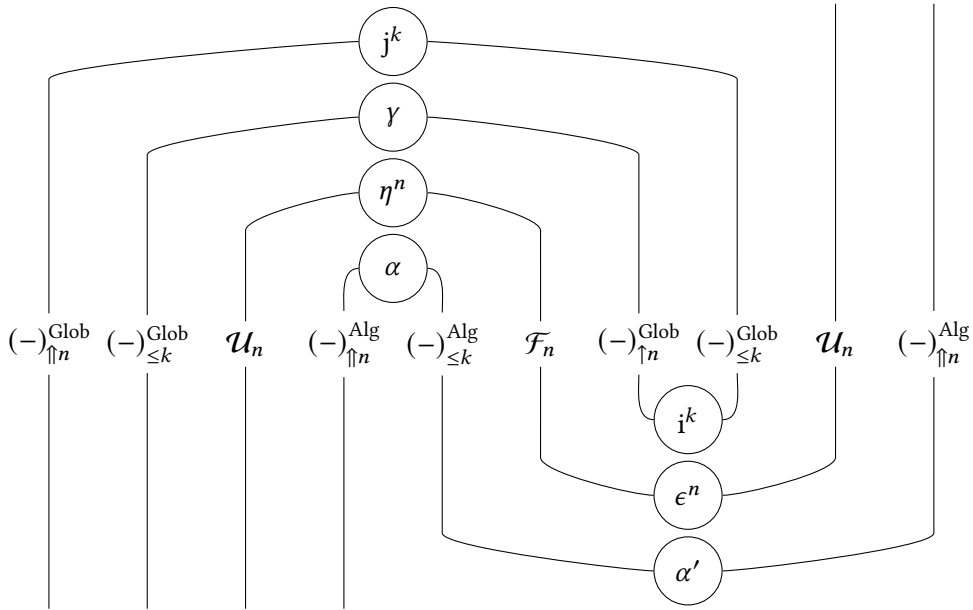 j^k
γ
η^n
α
(−)^Glob_⇑n (−)^Glob_≤k 𝒰_n (−)^Alg_⇑n (−)^Alg_≤k ℱ_n (−)^Glob_↑n (−)^Glob_≤k 𝒰_n (−)^Alg_⇑n
i^k
ϵ^n
α′